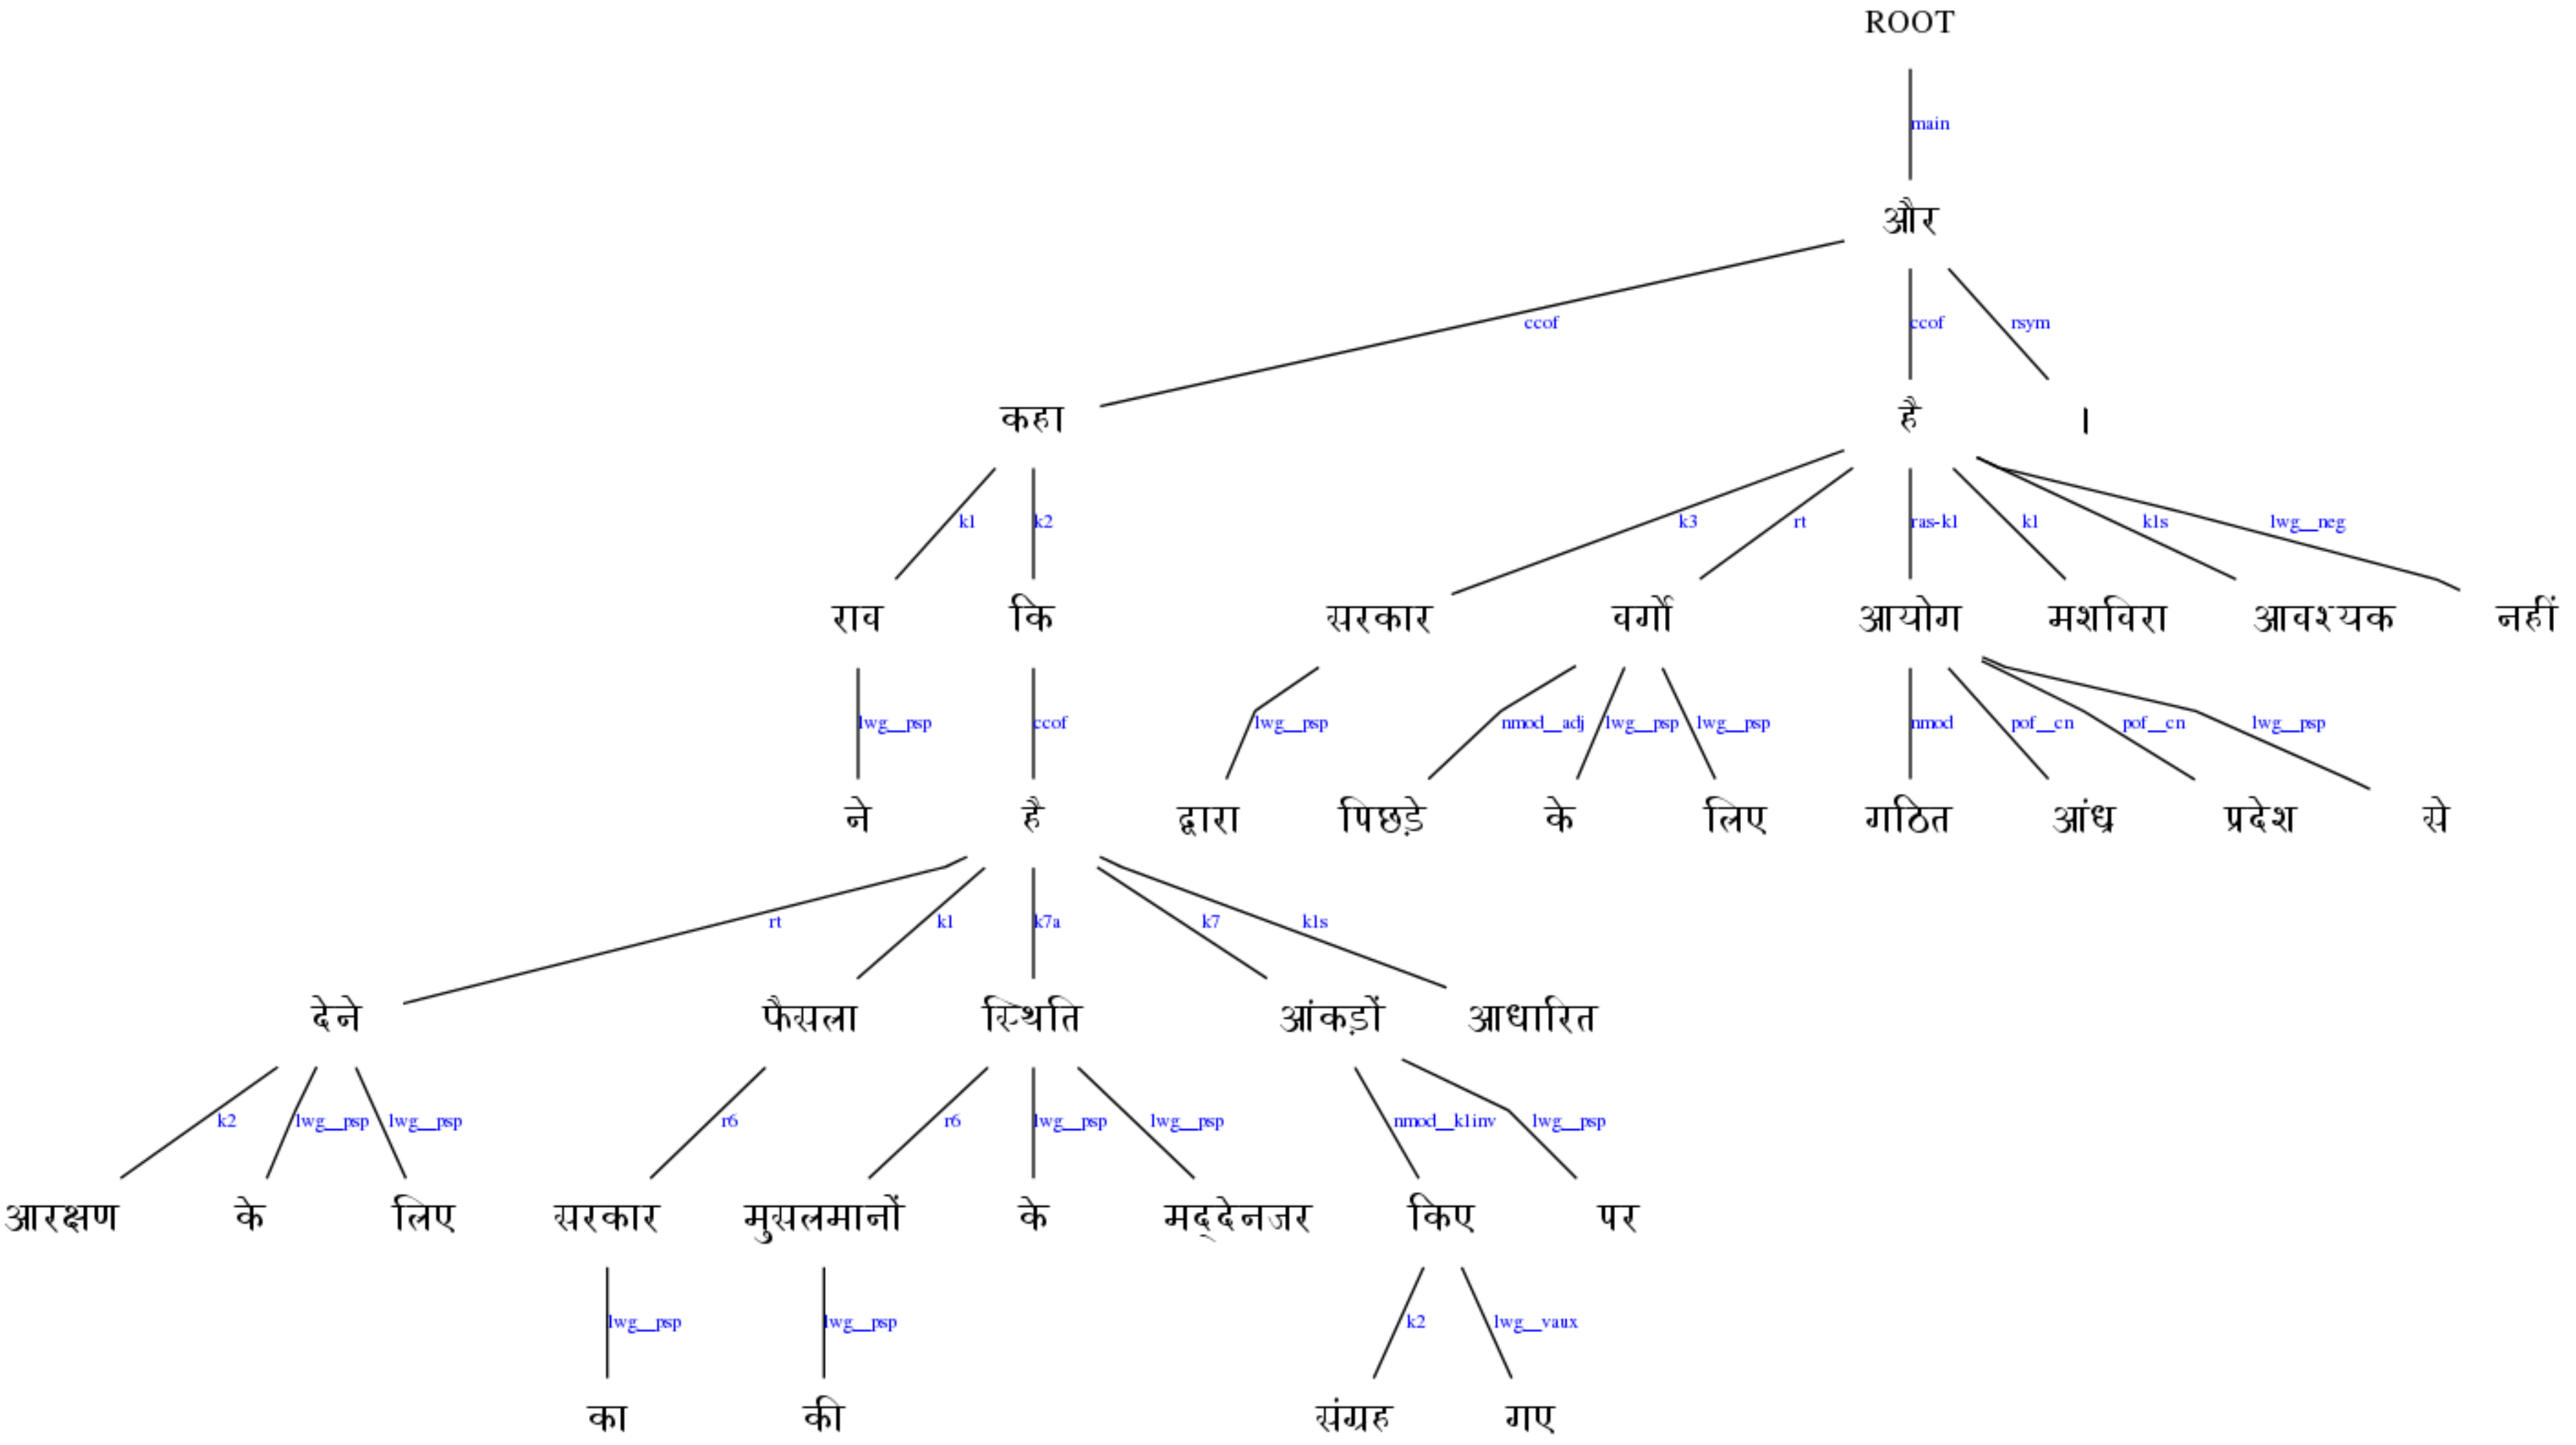 ROOT
main
और
ccof ccof rsym
कहा है ।
k1 k2 k3 rt ras-k1 k1 k1s lwg__neg
राव कि सरकार वर्गों आयोग मशविरा आवश्यक नहीं
lwg__psp ccof lwg__psp nmod__adj lwg__psp lwg__psp nmod pof__cn pof__cn lwg__psp
ने है द्वारा पिछड़े के लिए गठित आंध्र प्रदेश से
rt k1 k7a k7 k1s
देने फैसला स्थिति आंकड़ों आधारित
k2 lwg__psp lwg__psp r6 r6 lwg__psp lwg__psp nmod__k1inv lwg__psp
आरक्षण के लिए सरकार मुसलमानों के मद्देनजर किए पर
lwg__psp lwg__psp k2 lwg__vaux
का की संग्रह गए